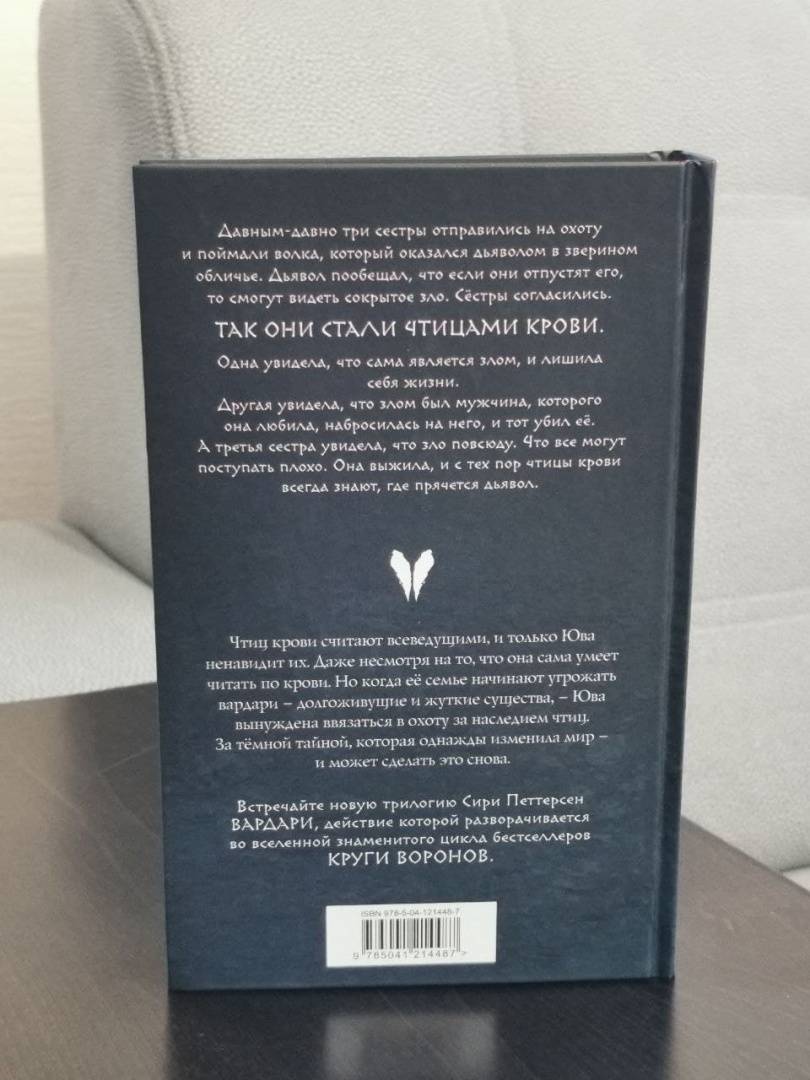 Давным-давно три сестры отправились на охоту
и поймали волка, который оказался дьяволом в зверином
обличье. Дьявол пообещал, что если они отпустят его,
то смогут видеть сокрытое зло. Сёстры согласились.
ТАК ОНИ СТАЛИ ЧТИЦАМИ КРОВИ.
Одна увидела, что сама является злом, и лишила
себя жизни.
Другая увидела, что злом был мужчина, которого
она любила, набросилась на него, и тот убил её.
А третья сестра увидела, что зло повсюду. Что все могут
поступать плохо. Она выжила, и с тех пор чтицы крови
всегда знают, где прячется дьявол.
Чтиц крови считают всеведущими, и только Юва
ненавидит их. Даже несмотря на то, что она сама умеет
читать по крови. Но когда её семье начинают угрожать
вардари – долгоживущие и жуткие существа, – Юва
вынуждена ввязаться в охоту за наследием чтиц.
За тёмной тайной, которая однажды изменила мир –
и может сделать это снова.
Встречайте новую трилогию Сири Петтерсен
ВАРДАРИ, действие которой разворачивается
во вселенной знаменитого цикла бестселлеров
КРУГИ ВОРОНОВ.
ISBN 978-5-04-121448-7
9 785041 214487 >